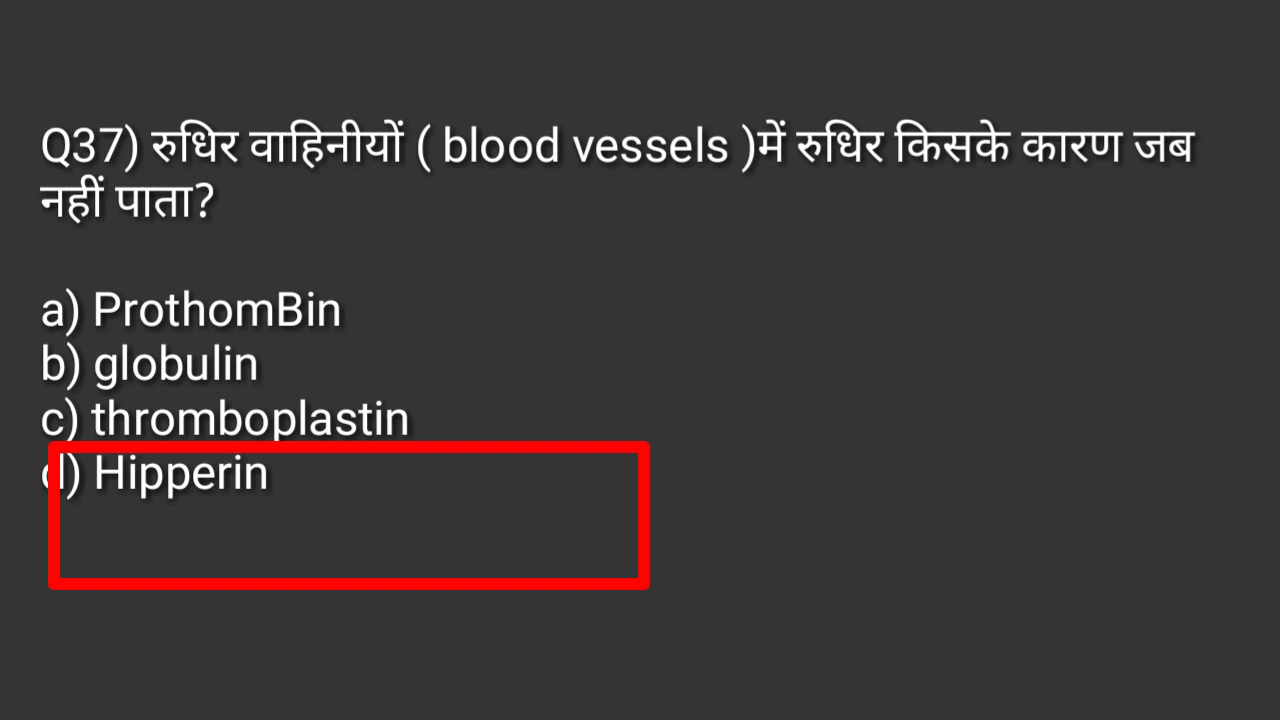 Q37) रुधिर वाहिनीयों ( blood vessels )में रुधिर किसके कारण जब
नहीं पाता?
a) ProthomBin
b) globulin
c) thromboplastin
d) Hipperin